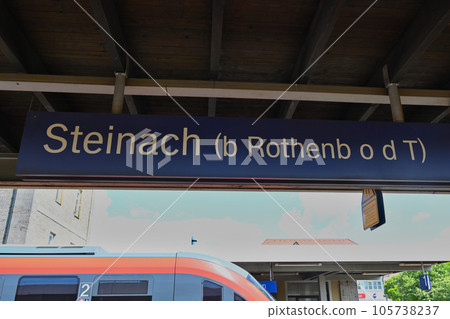 Steinach (b Rothenb o d T)
2